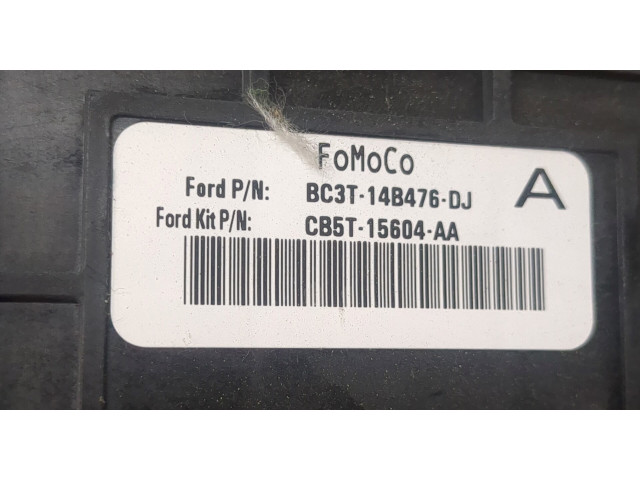 FoMoCo
Ford P/N: BC3T-14B476-DJ A
Ford Kit P/N: CB5T-15604-AA